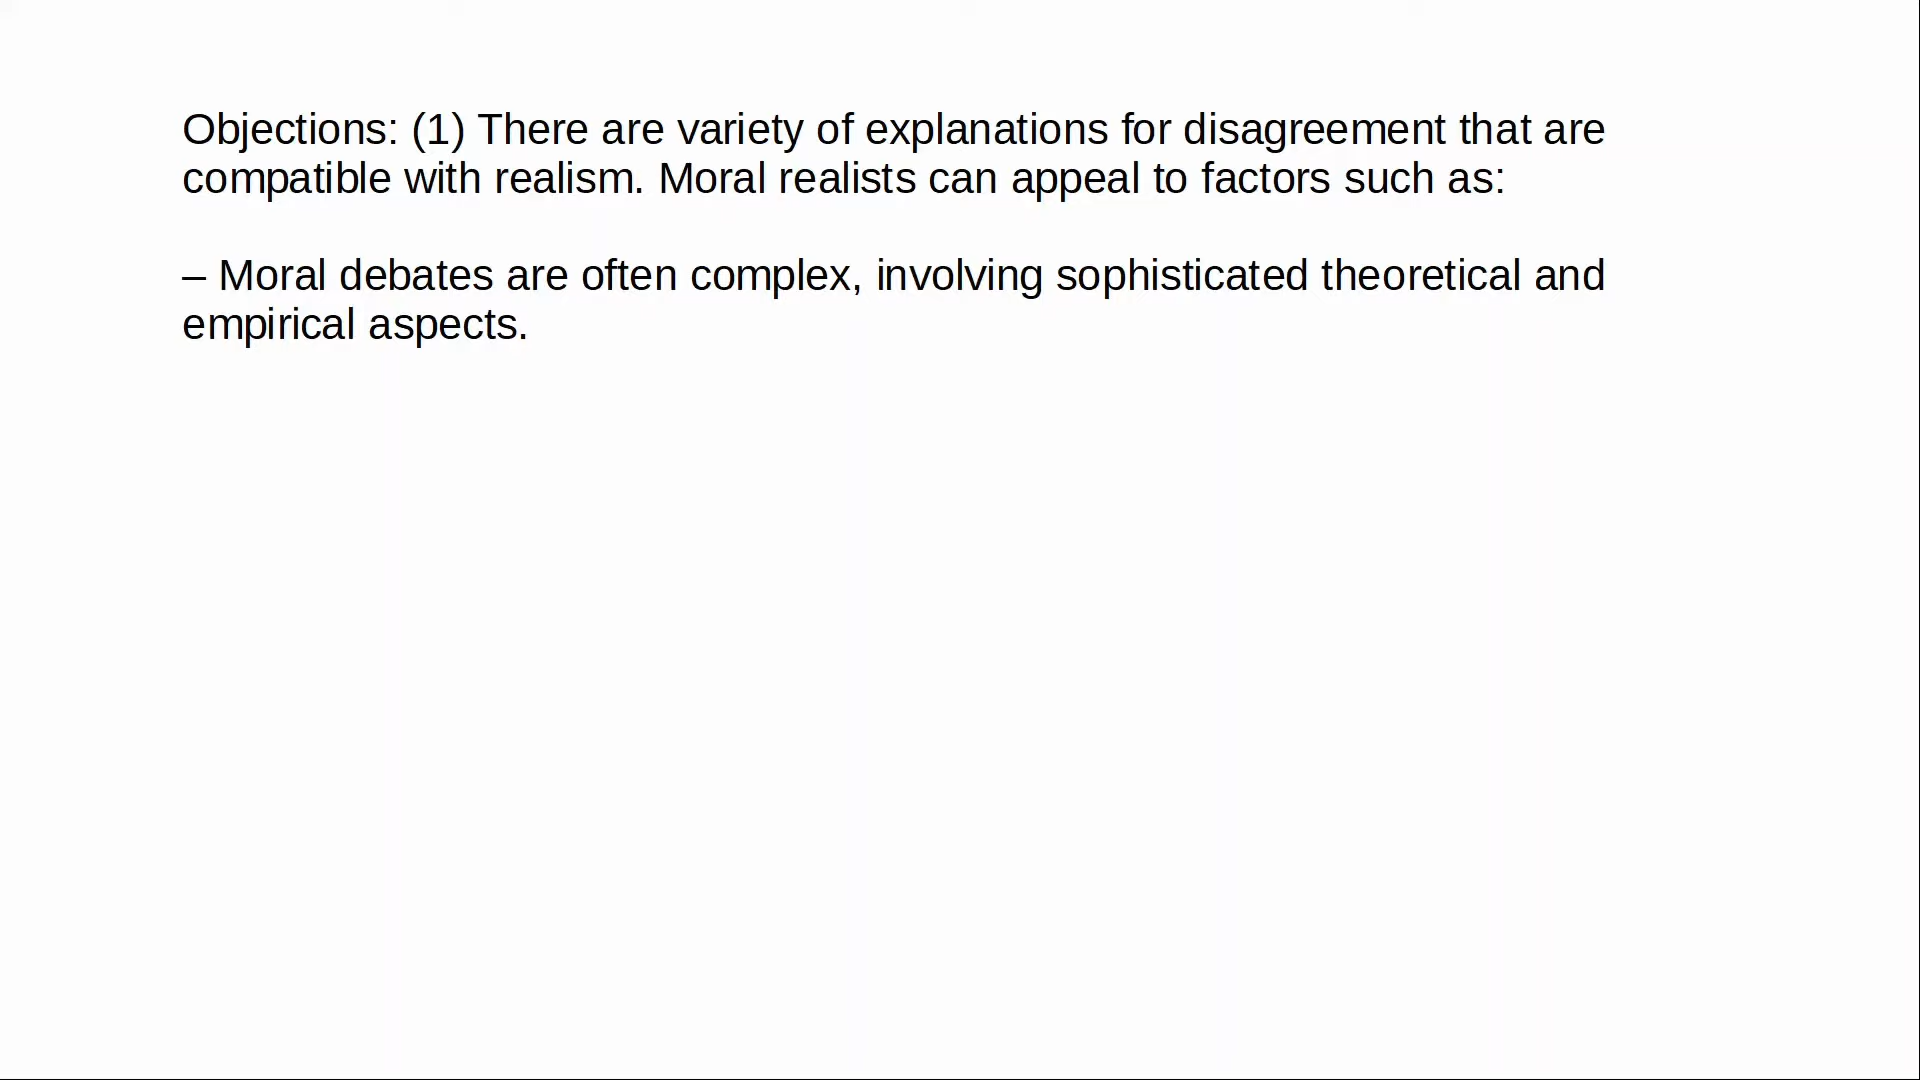 Objections: (1) There are variety of explanations for disagreement that are
compatible with realism. Moral realists can appeal to factors such as:
– Moral debates are often complex, involving sophisticated theoretical and
empirical aspects.